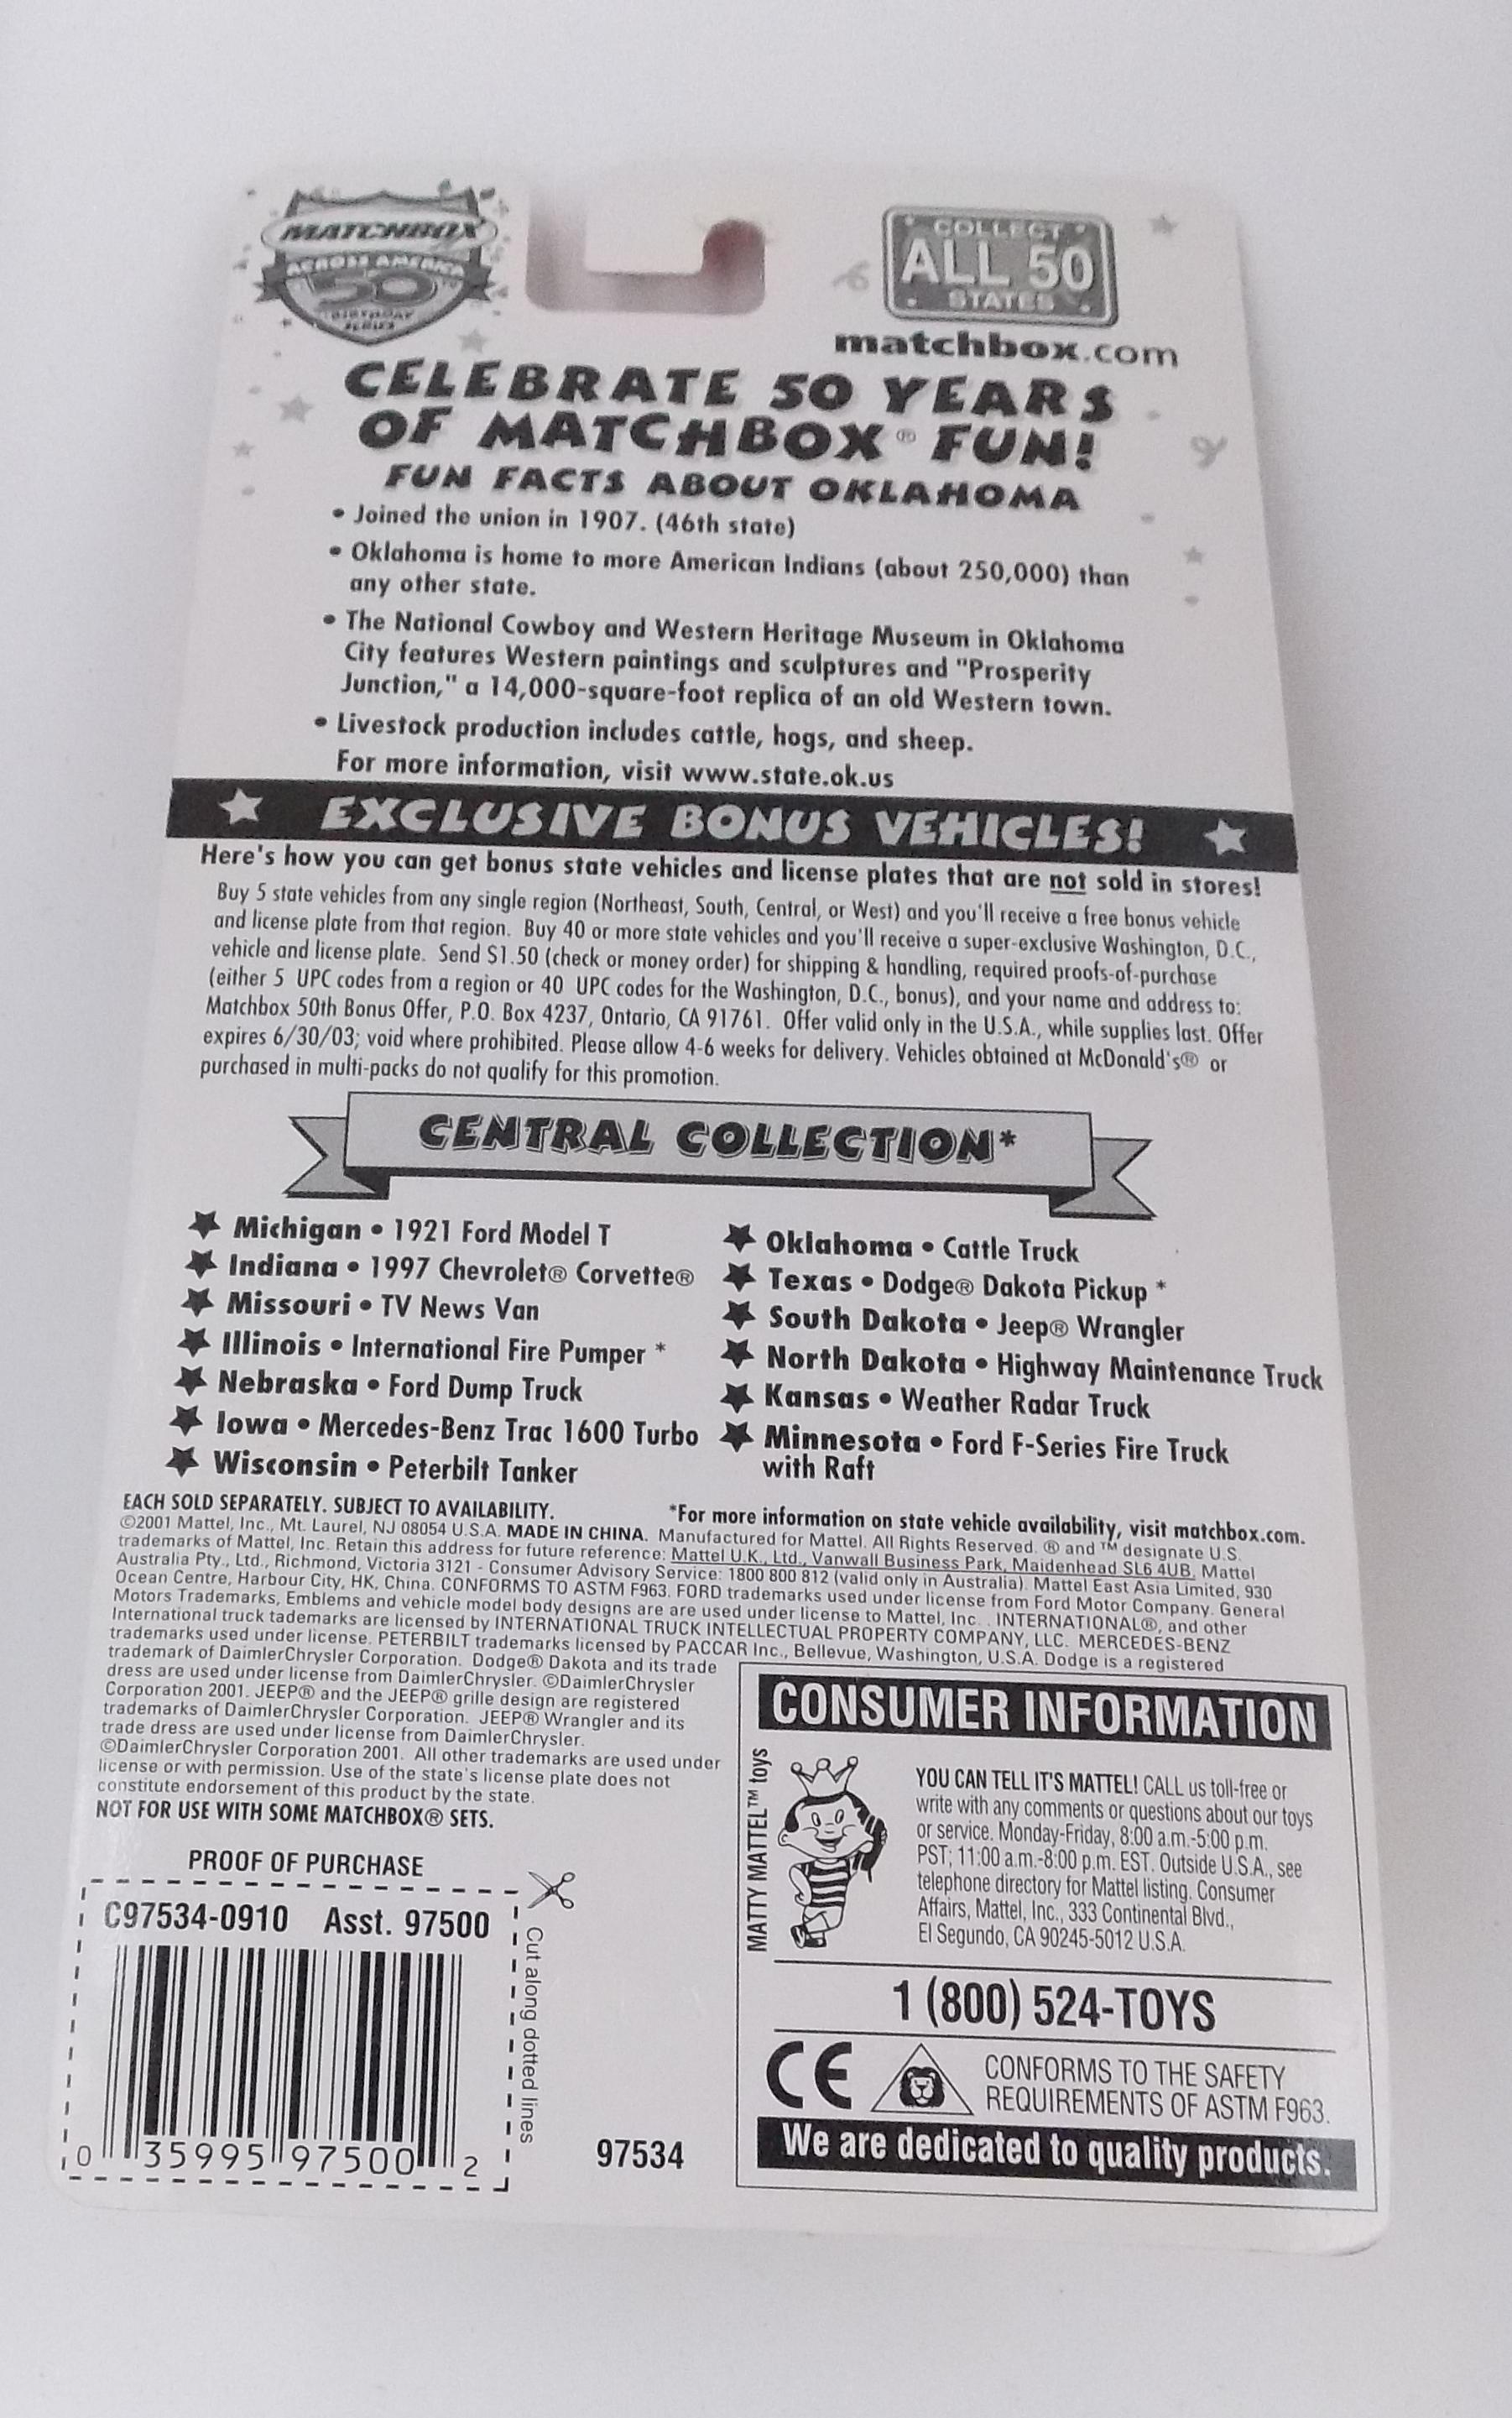 MATCHBOX
ACROSS AMERICA
50
BIRTHDAY
SERIES
COLLECT
ALL 50
STATES
matchbox.com
CELEBRATE 50 YEARS
OF MATCHBOX® FUN!
FUN FACTS ABOUT OKLAHOMA
• Joined the union in 1907. (46th state)
• Oklahoma is home to more American Indians (about 250,000) than
any other state.
• The National Cowboy and Western Heritage Museum in Oklahoma
City features Western paintings and sculptures and "Prosperity
Junction," a 14,000-square-foot replica of an old Western town.
• Livestock production includes cattle, hogs, and sheep.
For more information, visit www.state.ok.us
★ EXCLUSIVE BONUS VEHICLES! ★
Here's how you can get bonus state vehicles and license plates that are not sold in stores!
Buy 5 state vehicles from any single region (Northeast, South, Central, or West) and you'll receive a free bonus vehicle
and license plate from that region. Buy 40 or more state vehicles and you'll receive a super-exclusive Washington, D.C.,
vehicle and license plate. Send $1.50 (check or money order) for shipping & handling, required proofs-of-purchase
(either 5 UPC codes from a region or 40 UPC codes for the Washington, D.C., bonus), and your name and address to:
Matchbox 50th Bonus Offer, P.O. Box 4237, Ontario, CA 91761. Offer valid only in the U.S.A., while supplies last. Offer
expires 6/30/03; void where prohibited. Please allow 4-6 weeks for delivery. Vehicles obtained at McDonald's® or
purchased in multi-packs do not qualify for this promotion.
CENTRAL COLLECTION*
★ Michigan • 1921 Ford Model T
★ Indiana • 1997 Chevrolet® Corvette®
★ Missouri • TV News Van
★ Illinois • International Fire Pumper *
★ Nebraska • Ford Dump Truck
★ Iowa • Mercedes-Benz Trac 1600 Turbo
★ Wisconsin • Peterbilt Tanker
★ Oklahoma • Cattle Truck
★ Texas • Dodge® Dakota Pickup *
★ South Dakota • Jeep® Wrangler
★ North Dakota • Highway Maintenance Truck
★ Kansas • Weather Radar Truck
★ Minnesota • Ford F-Series Fire Truck
with Raft
EACH SOLD SEPARATELY. SUBJECT TO AVAILABILITY.
*For more information on state vehicle availability, visit matchbox.com.
©2001 Mattel, Inc., Mt. Laurel, NJ 08054 U.S.A. MADE IN CHINA. Manufactured for Mattel. All Rights Reserved. ® and ™ designate U.S.
trademarks of Mattel, Inc. Retain this address for future reference: Mattel U.K., Ltd., Vanwall Business Park, Maidenhead SL6 4UB. Mattel
Australia Pty., Ltd., Richmond, Victoria 3121 - Consumer Advisory Service: 1800 800 812 (valid only in Australia). Mattel East Asia Limited, 930
Ocean Centre, Harbour City, HK, China. CONFORMS TO ASTM F963. FORD trademarks used under license from Ford Motor Company. General
Motors Trademarks, Emblems and vehicle model body designs are are used under license to Mattel, Inc. . INTERNATIONAL®, and other
International truck tademarks are licensed by INTERNATIONAL TRUCK INTELLECTUAL PROPERTY COMPANY, LLC. MERCEDES-BENZ
trademarks used under license. PETERBILT trademarks licensed by PACCAR Inc., Bellevue, Washington, U.S.A. Dodge is a registered
trademark of DaimlerChrysler Corporation. Dodge® Dakota and its trade
dress are used under license from DaimlerChrysler. ©DaimlerChrysler
Corporation 2001. JEEP® and the JEEP® grille design are registered
trademarks of DaimlerChrysler Corporation. JEEP® Wrangler and its
trade dress are used under license from DaimlerChrysler.
©DaimlerChrysler Corporation 2001. All other trademarks are used under
license or with permission. Use of the state's license plate does not
constitute endorsement of this product by the state.
NOT FOR USE WITH SOME MATCHBOX® SETS.
PROOF OF PURCHASE
C97534-0910 Asst. 97500
Cut along dotted lines
0 35995 97500 2
97534
CONSUMER INFORMATION
MATTY MATTEL™ toys
YOU CAN TELL IT'S MATTEL! CALL us toll-free or
write with any comments or questions about our toys
or service. Monday-Friday, 8:00 a.m.-5:00 p.m.
PST; 11:00 a.m.-8:00 p.m. EST. Outside U.S.A., see
telephone directory for Mattel listing. Consumer
Affairs, Mattel, Inc., 333 Continental Blvd.,
El Segundo, CA 90245-5012 U.S.A.
1 (800) 524-TOYS
CE
CONFORMS TO THE SAFETY
REQUIREMENTS OF ASTM F963.
We are dedicated to quality products.